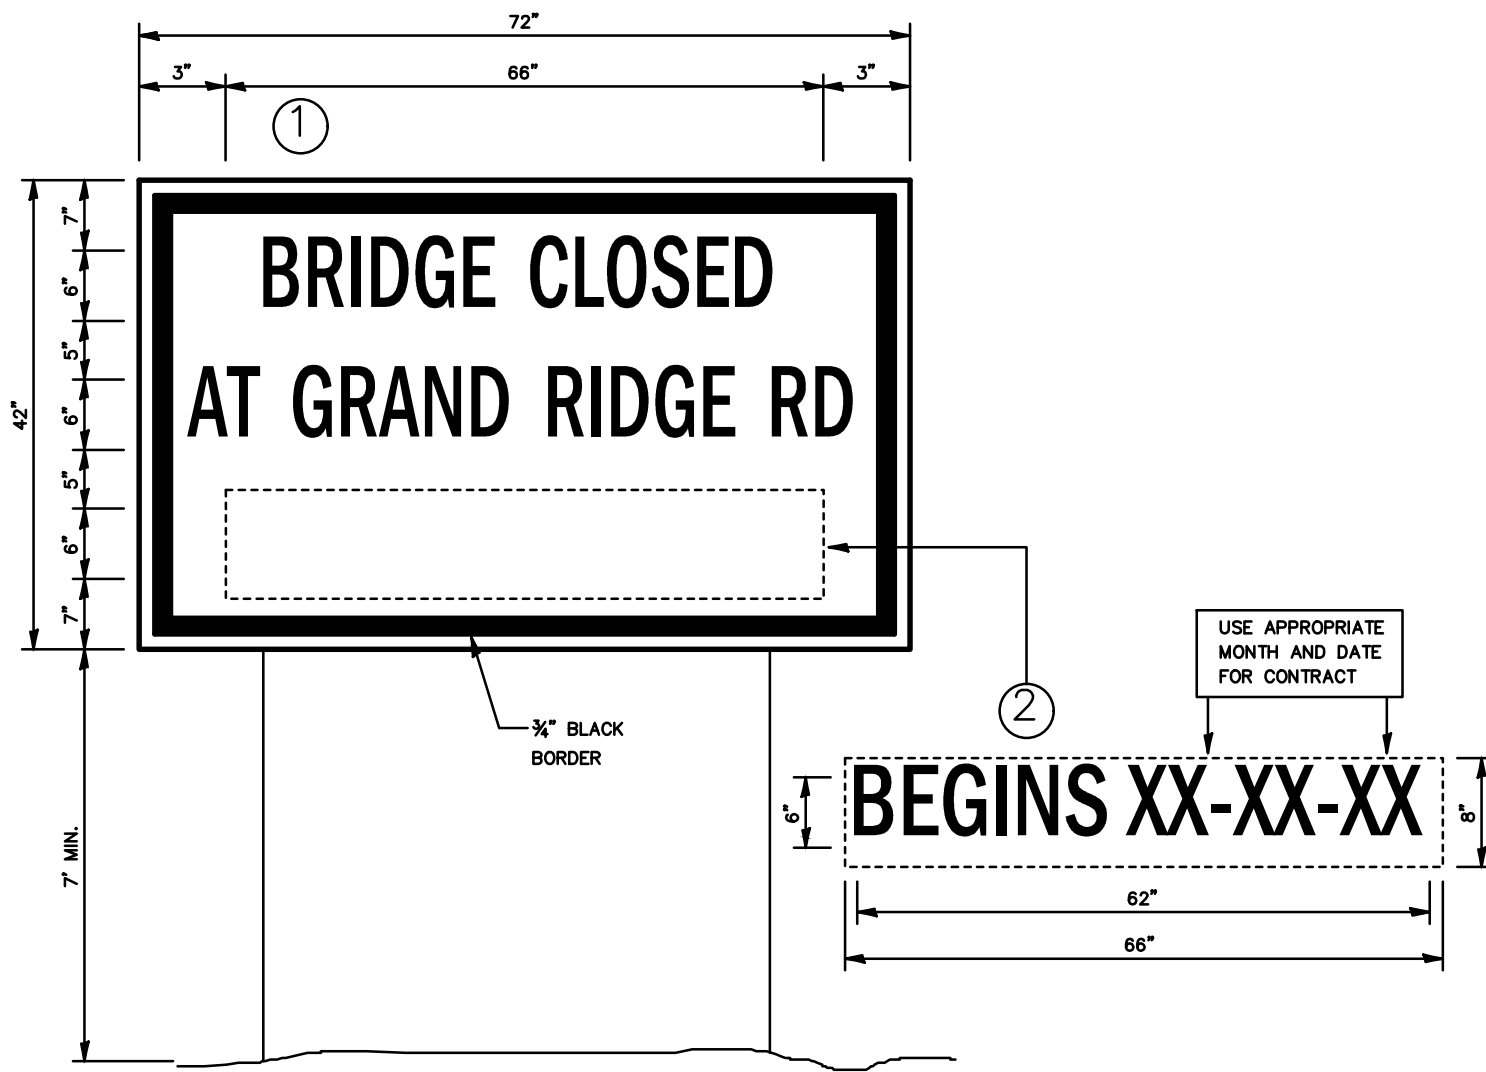 72"
3" 66" 3"
1
7"
6"
5"
6"
5"
6"
7"
42"
BRIDGE CLOSED
AT GRAND RIDGE RD
¾" BLACK
BORDER
7' MIN.
2
USE APPROPRIATE
MONTH AND DATE
FOR CONTRACT
6"
BEGINS XX-XX-XX
8"
62"
66"